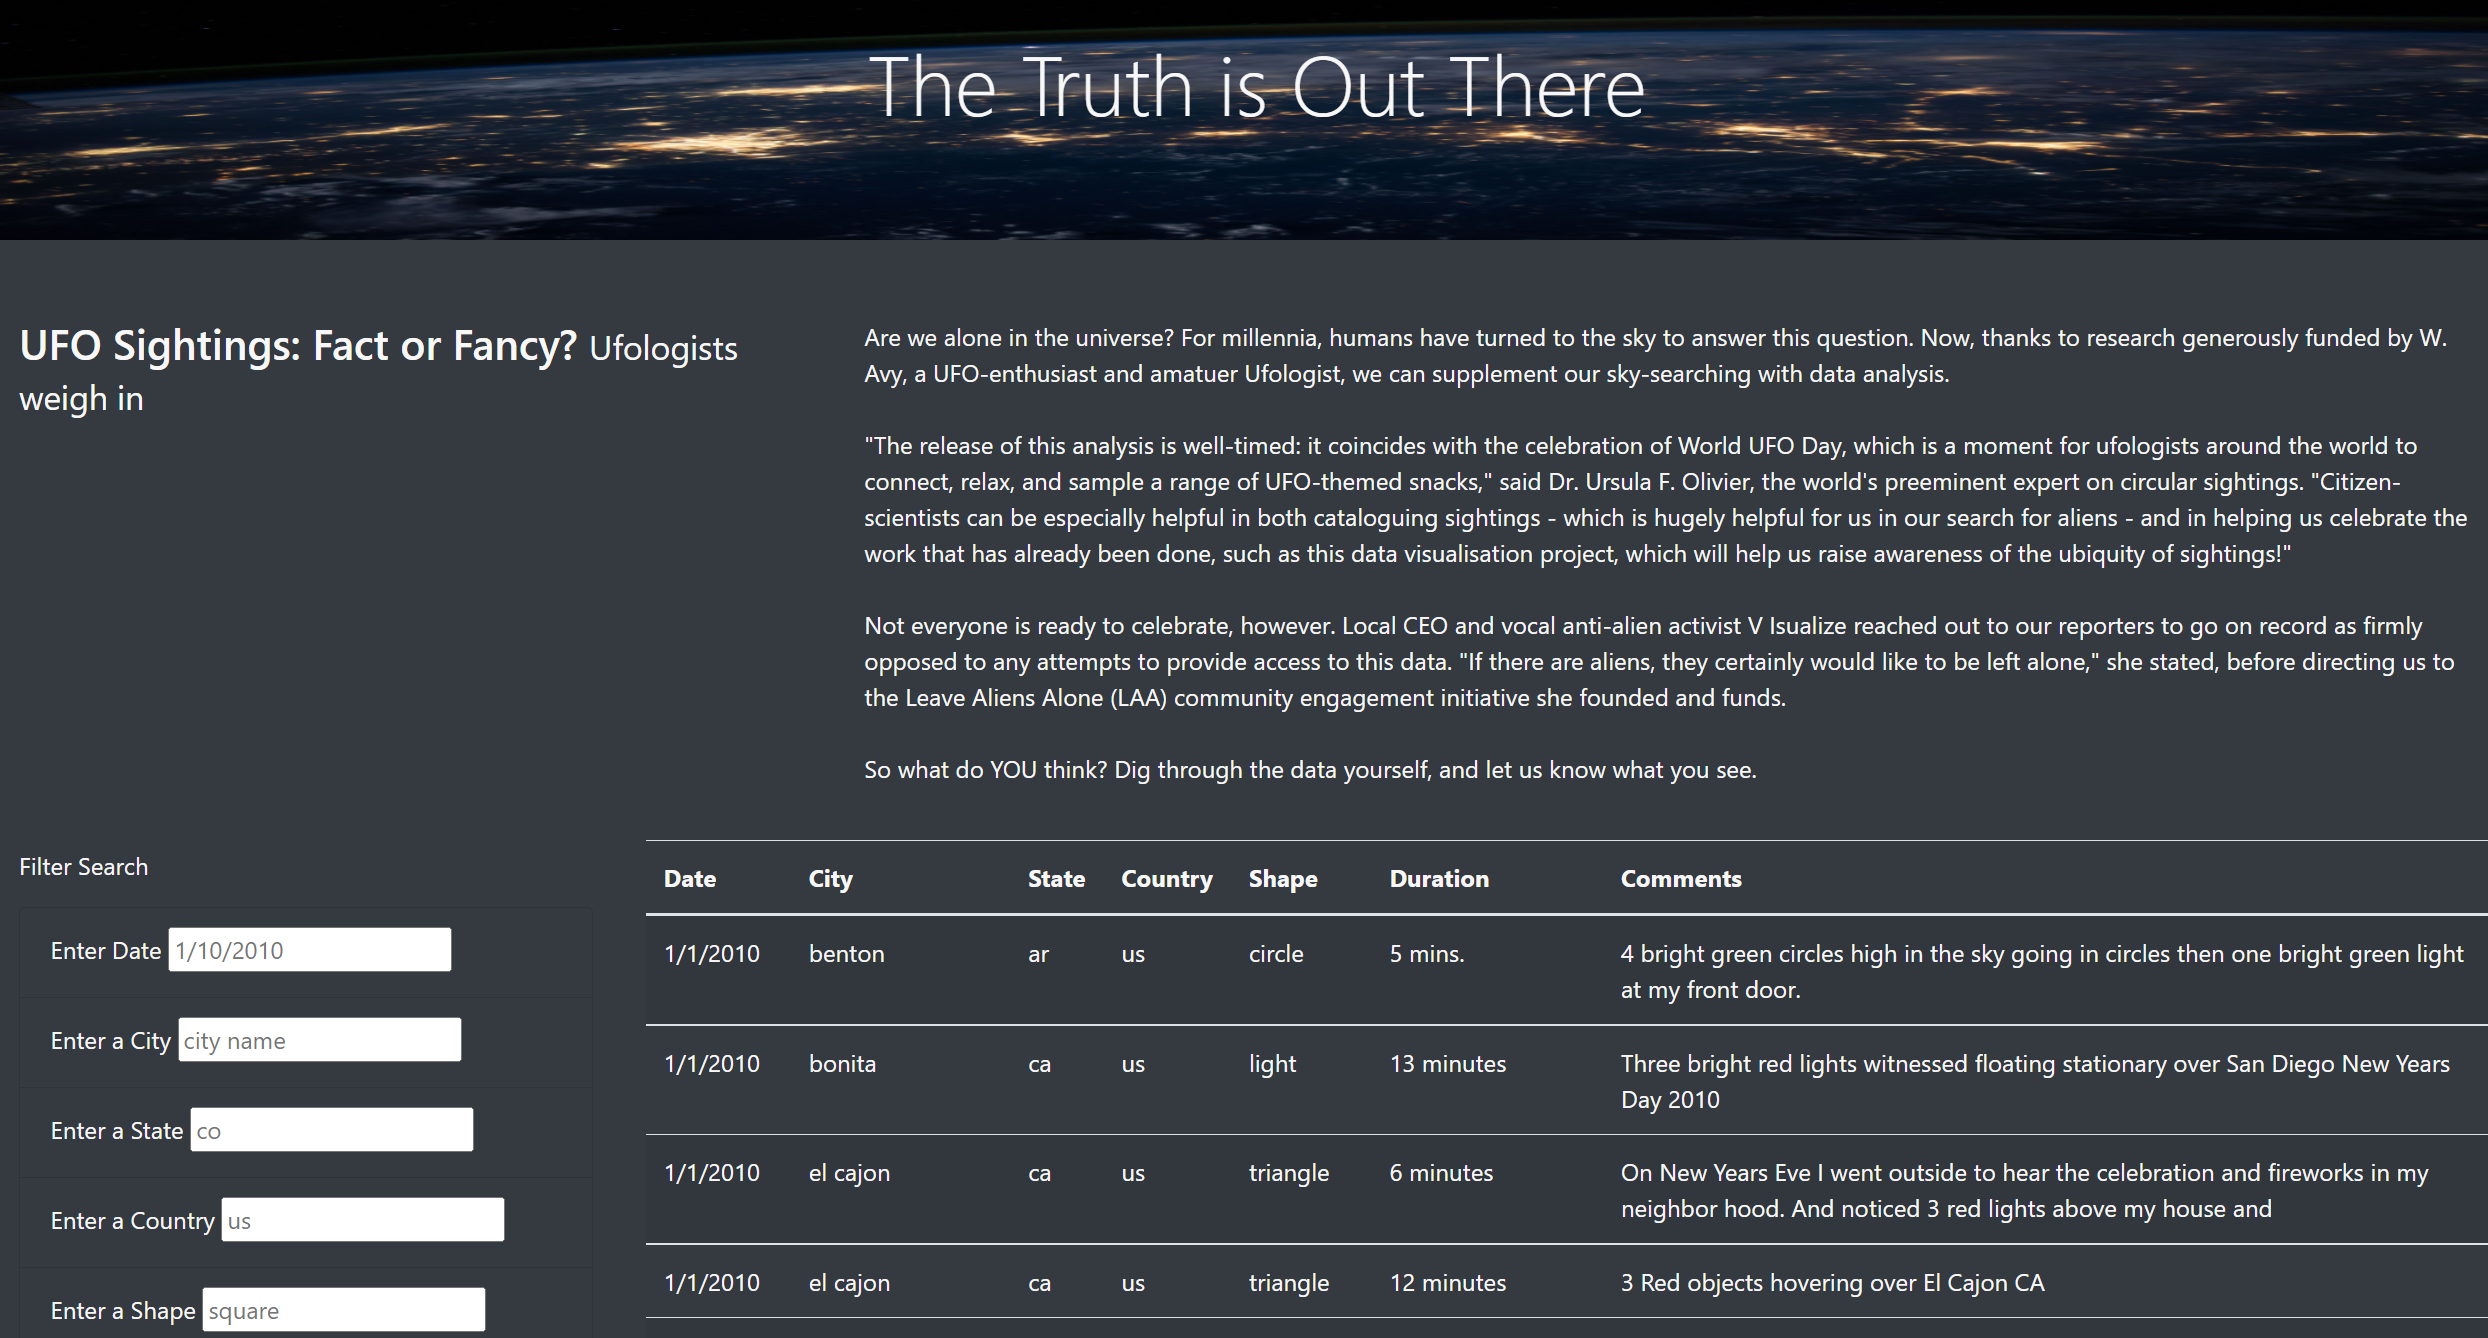 The Truth is Out There
UFO Sightings: Fact or Fancy? Ufologists
weigh in
Are we alone in the universe? For millennia, humans have turned to the sky to answer this question. Now, thanks to research generously funded by W.
Avy, a UFO-enthusiast and amatuer Ufologist, we can supplement our sky-searching with data analysis.
"The release of this analysis is well-timed: it coincides with the celebration of World UFO Day, which is a moment for ufologists around the world to
connect, relax, and sample a range of UFO-themed snacks," said Dr. Ursula F. Olivier, the world's preeminent expert on circular sightings. "Citizen-
scientists can be especially helpful in both cataloguing sightings - which is hugely helpful for us in our search for aliens - and in helping us celebrate the
work that has already been done, such as this data visualisation project, which will help us raise awareness of the ubiquity of sightings!"
Not everyone is ready to celebrate, however. Local CEO and vocal anti-alien activist V Isualize reached out to our reporters to go on record as firmly
opposed to any attempts to provide access to this data. "If there are aliens, they certainly would like to be left alone," she stated, before directing us to
the Leave Aliens Alone (LAA) community engagement initiative she founded and funds.
So what do YOU think? Dig through the data yourself, and let us know what you see.
Filter Search
Enter Date 1/10/2010
Enter a City city name
Enter a State co
Enter a Country us
Enter a Shape square
Date City State Country Shape Duration Comments
1/1/2010 benton ar us circle 5 mins. 4 bright green circles high in the sky going in circles then one bright green light
at my front door.
1/1/2010 bonita ca us light 13 minutes Three bright red lights witnessed floating stationary over San Diego New Years
Day 2010
1/1/2010 el cajon ca us triangle 6 minutes On New Years Eve I went outside to hear the celebration and fireworks in my
neighbor hood. And noticed 3 red lights above my house and
1/1/2010 el cajon ca us triangle 12 minutes 3 Red objects hovering over El Cajon CA